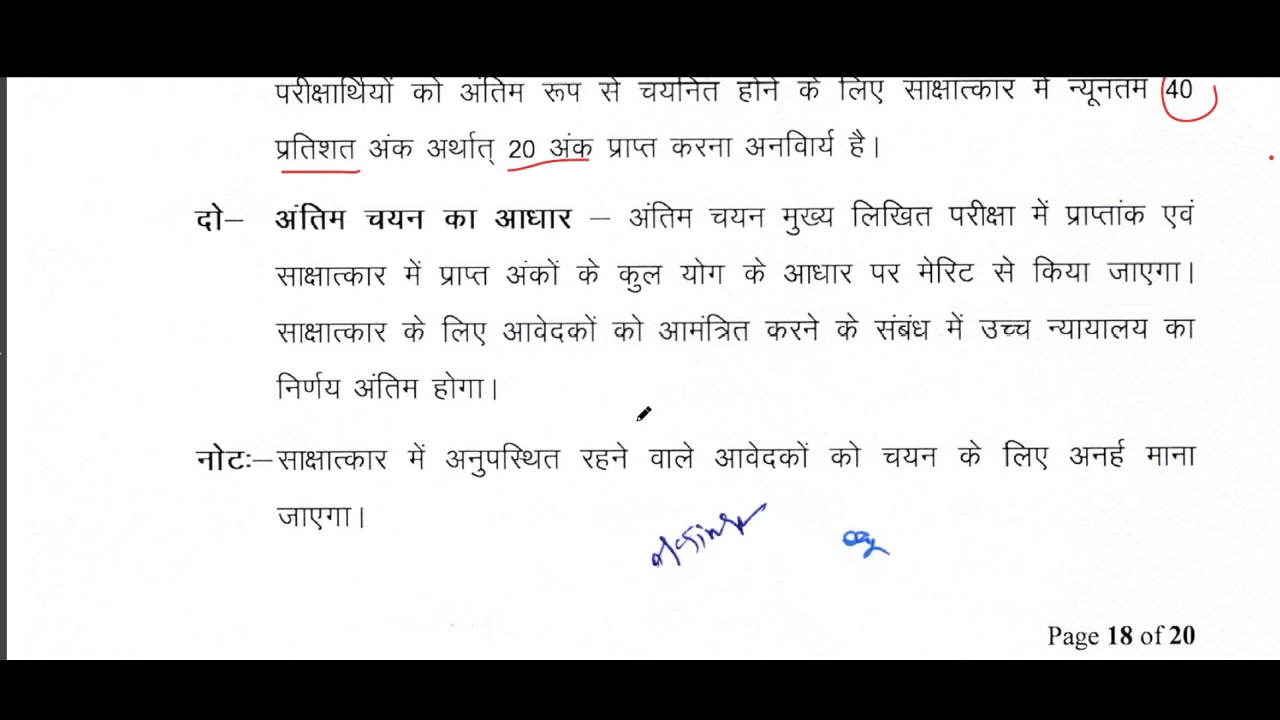 परीक्षार्थियों को अंतिम रूप से चयनित होने के लिए साक्षात्कार में न्यूनतम 40
प्रतिशत अंक अर्थात् 20 अंक प्राप्त करना अनविार्य है।
दो– अंतिम चयन का आधार – अंतिम चयन मुख्य लिखित परीक्षा में प्राप्तांक एवं
साक्षात्कार में प्राप्त अंकों के कुल योग के आधार पर मेरिट से किया जाएगा।
साक्षात्कार के लिए आवेदकों को आमंत्रित करने के संबंध में उच्च न्यायालय का
निर्णय अंतिम होगा।
नोटः–साक्षात्कार में अनुपस्थित रहने वाले आवेदकों को चयन के लिए अनर्ह माना
जाएगा।
Page 18 of 20